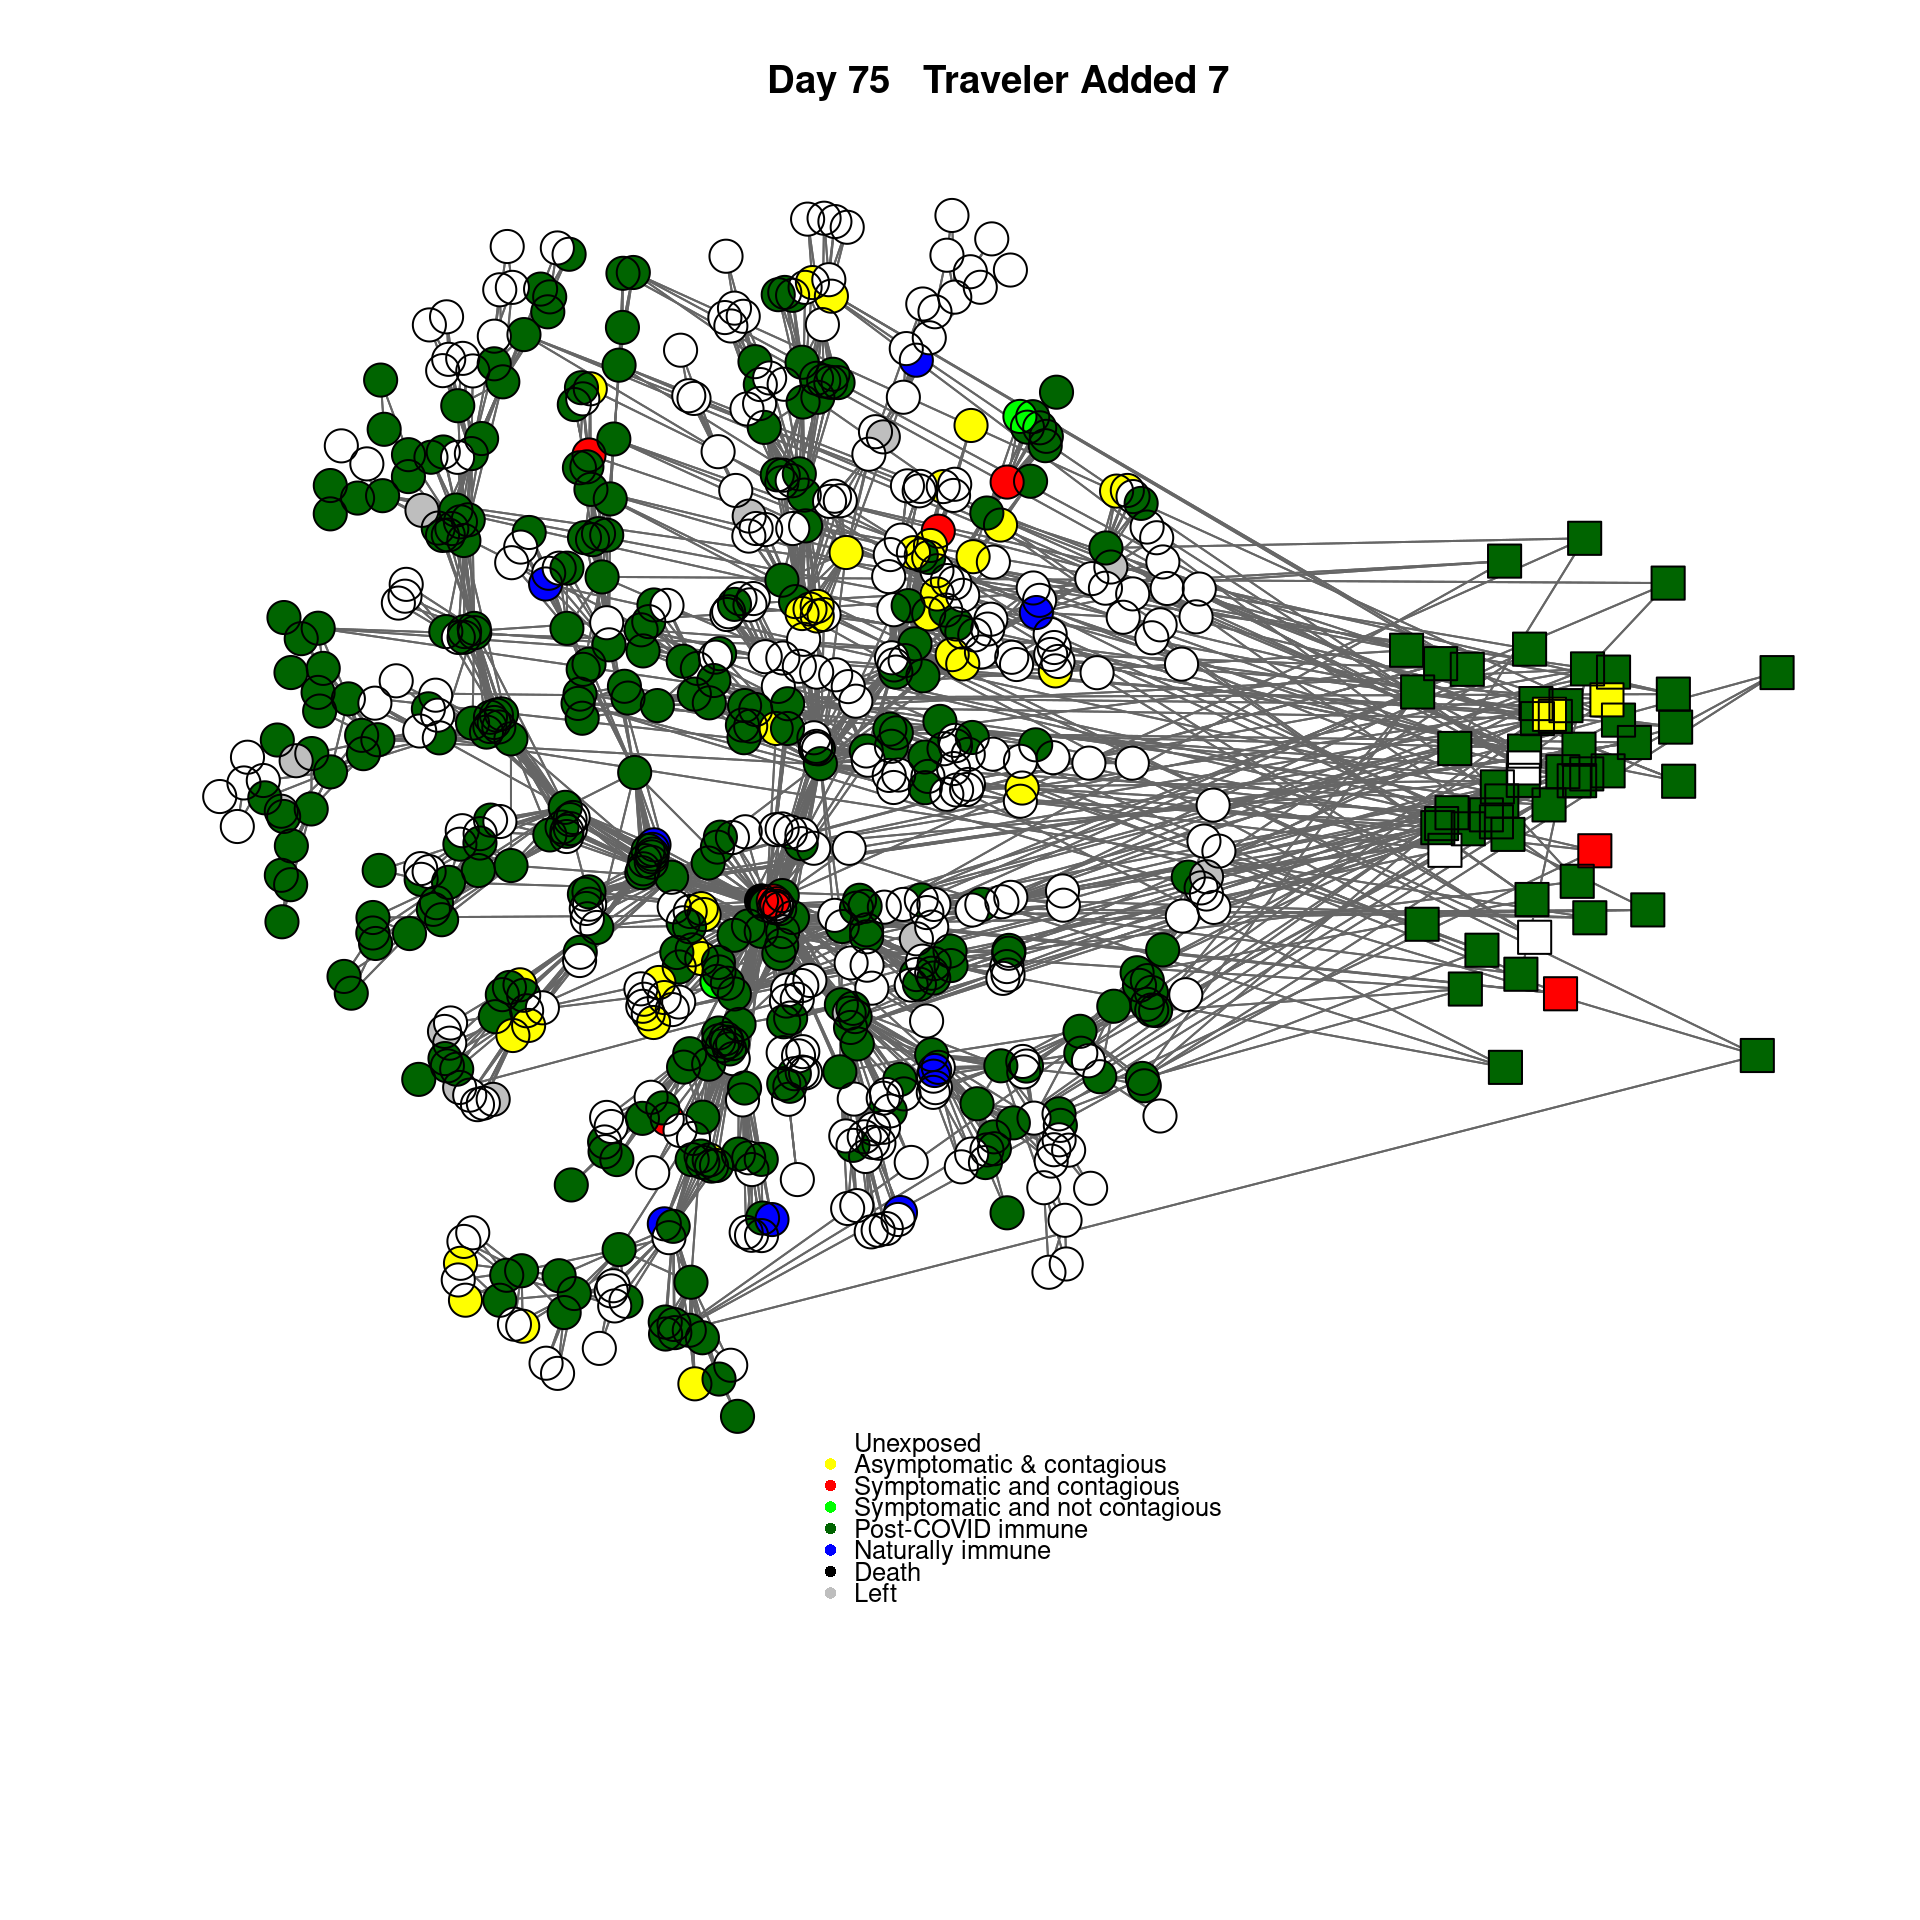 Day 75 Traveler Added 7
Unexposed
Asymptomatic & contagious
Symptomatic and contagious
Symptomatic and not contagious
Post-COVID immune
Naturally immune
Death
Left